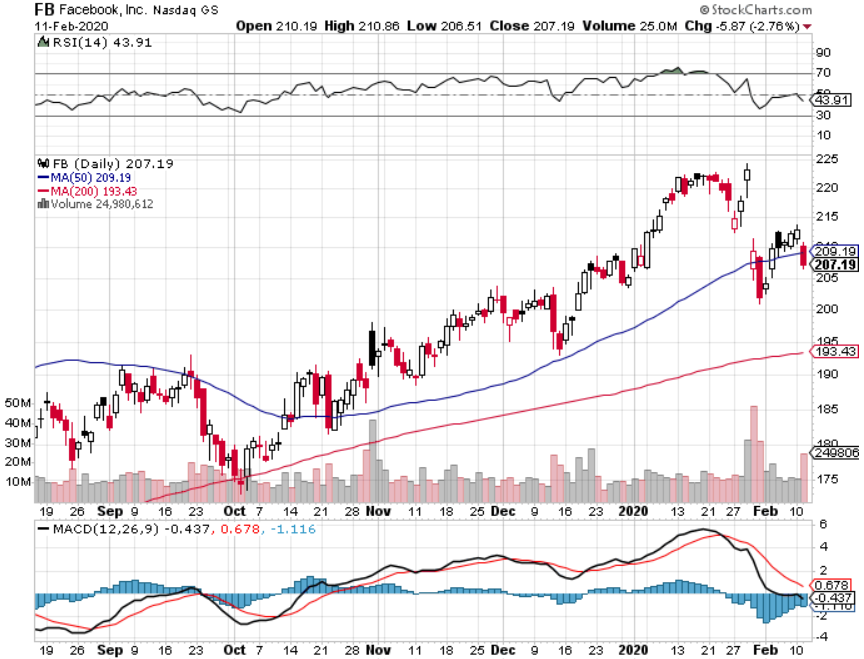 FB Facebook, Inc. Nasdaq GS © StockCharts.com
11-Feb-2020 Open 210.19 High 210.86 Low 206.51 Close 207.19 Volume 25.0M Chg -5.87 (-2.76%)
RSI(14) 43.91
90
70
50
43.91
30
10
FB (Daily) 207.19
MA(50) 209.19
MA(200) 193.43
Volume 24,980,612
225
220
215
210
209.19
207.19
205
200
195
193.43
190
185
180
249806
175
50M
40M
30M
20M
10M
19 26 Sep 9 16 23 Oct 7 14 21 28 Nov 11 18 25 Dec 9 16 23 2020 13 21 27 Feb 10
MACD(12,26,9) -0.437, 0.678, -1.116
6
4
2
0.678
-0.437
-1.116
-2
-4
19 26 Sep 9 16 23 Oct 7 14 21 28 Nov 11 18 25 Dec 9 16 23 2020 13 21 27 Feb 10